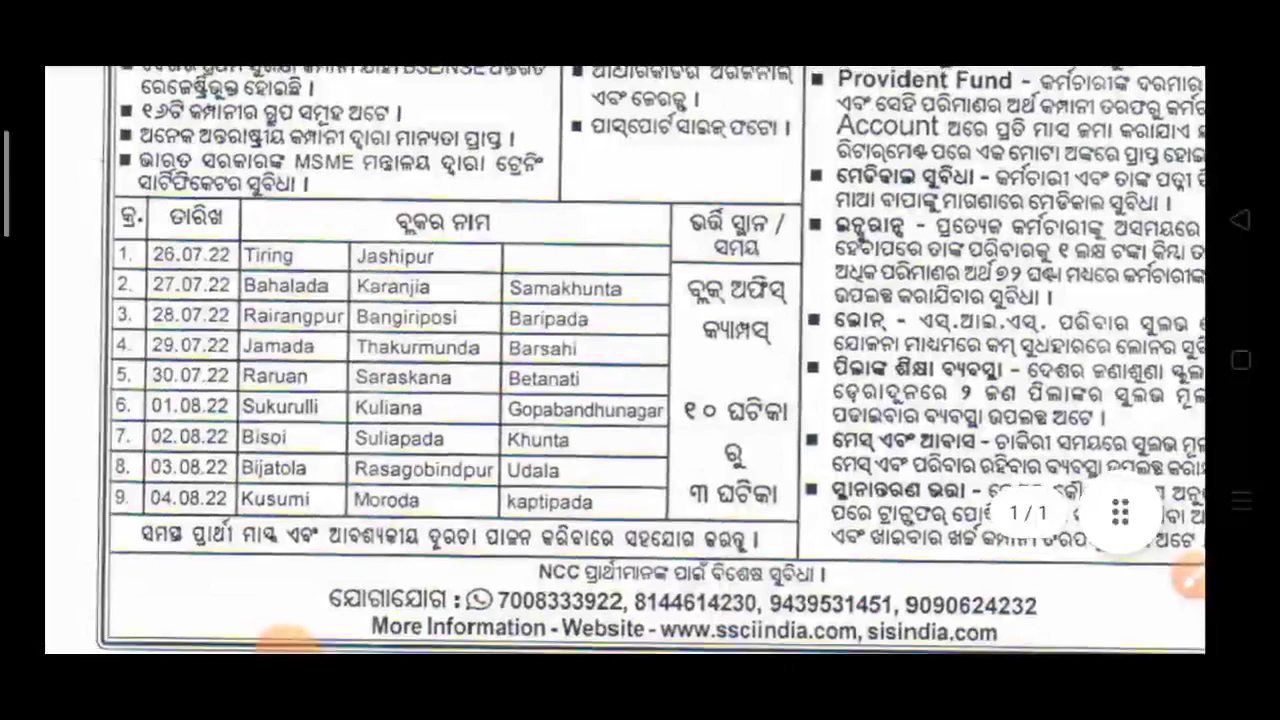 ରେଜେଷ୍ଟ୍ରିଭୁକ୍ତ ହୋଇଛି ।
▪ ୧୬ଟି କମ୍ପାନୀର ଗ୍ରୁପ ସମୂହ ଅଟେ ।
▪ ଅନେକ ଅନ୍ତରାଷ୍ଟ୍ରୀୟ କମ୍ପାନୀ ଦ୍ୱାରା ମାନ୍ୟତା ପ୍ରାପ୍ତ ।
▪ ଭାରତ ସରକାରଙ୍କ MSME ମନ୍ତ୍ରାଳୟ ଦ୍ୱାରା ଟ୍ରେନିଂ
ସାର୍ଟିଫିକେଟର ସୁବିଧା ।
ଏବଂ ଜେରକ୍ସ ।
▪ ପାସ୍‌ପୋର୍ଟ ସାଇଜ୍ ଫଟୋ ।
▪ Provident Fund - କର୍ମଚାରୀଙ୍କ ଦରମାର
ଏବଂ ସେହି ପରିମାଣର ଅର୍ଥ କମ୍ପାନୀ ତରଫରୁ
Account ଅରେ ପ୍ରତି ମାସ ଜମା କରାଯାଏ
ରିଟାର୍‌ମେଣ୍ଟ ପରେ ଏକ ମୋଟା ଅଙ୍କରେ ପ୍ରାପ୍ତ
▪ ମେଡିକାଲ ସୁବିଧା - କର୍ମଚାରୀ ଏବଂ ତାଙ୍କ ପତ୍ନୀ
ମାଆ ବାପାଙ୍କୁ ମାଗଣାରେ ମେଡିକାଲ ସୁବିଧା ।
▪ ଇନ୍ସୁରାନ୍ସ - ପ୍ରତ୍ୟେକ କର୍ମଚାରୀଙ୍କୁ ଅସମୟରେ
ହେବାପରେ ତାଙ୍କ ପରିବାରକୁ ୧ ଲକ୍ଷ ଟଙ୍କା କିମ୍ବା
ଅଧିକ ପରିମାଣର ଅର୍ଥ ୭୨ ଘଣ୍ଟା ମଧ୍ୟରେ
ଉପଲବ୍ଧ କରାଯିବାର ସୁବିଧା ।
▪ ଲୋନ୍ - ଏସ୍.ଆଇ.ଏସ୍. ପରିବାର ସୁଲଭ
ଯୋଜନା ମାଧ୍ୟମରେ କମ୍ ସୁଧହାରରେ ଲୋନର
▪ ପିଲାଙ୍କ ଶିକ୍ଷା ବ୍ୟବସ୍ଥା - ଦେଶର ଜଣାଶୁଣା
ଡ଼େରାଦୁନରେ ୨ ଜଣ ପିଲାଙ୍କର ସୁଲଭ
ପଢାଇବାର ବ୍ୟବସ୍ଥା ଉପଲବ୍ଧ ଅଟେ ।
▪ ମେସ୍ ଏବଂ ଆବାସ - ଚାକିରୀ ସମୟରେ ସୁଲଭ
ମେସ୍ ଏବଂ ପରିବାର ରହିବାର ବ୍ୟବସ୍ଥା
▪ ସ୍ଥାନାନ୍ତରଣ ଭତ୍ତା -
ପରେ ଟ୍ରାନ୍ସଫର୍
ଏବଂ ଖାଇବାର ଖର୍ଚ୍ଚ
1/1
କ୍ର. ତାରିଖ ବ୍ଲକର ନାମ ଭର୍ତ୍ତି ସ୍ଥାନ / ସମୟ
1. 26.07.22 Tiring Jashipur
2. 27.07.22 Bahalada Karanjia Samakhunta
3. 28.07.22 Rairangpur Bangiriposi Baripada
4. 29.07.22 Jamada Thakurmunda Barsahi
5. 30.07.22 Raruan Saraskana Betanati
6. 01.08.22 Sukurulli Kuliana Gopabandhunagar
7. 02.08.22 Bisoi Suliapada Khunta
8. 03.08.22 Bijatola Rasagobindpur Udala
9. 04.08.22 Kusumi Moroda kaptipada
ବ୍ଲକ୍ ଅଫିସ୍
କ୍ୟାମ୍ପସ୍
୧୦ ଘଟିକା
ରୁ
୩ ଘଟିକା
ସମସ୍ତ ପ୍ରାର୍ଥୀ ମାସ୍କ ଏବଂ ଆବଶ୍ୟକୀୟ ଦୂରତା ପାଳନ କରିବାରେ ସହଯୋଗ କରନ୍ତୁ ।
NCC ପ୍ରାର୍ଥୀମାନଙ୍କ ପାଇଁ ବିଶେଷ ସୁବିଧା ।
ଯୋଗାଯୋଗ : 7008333922, 8144614230, 9439531451, 9090624232
More Information - Website - www.ssciindia.com, sisindia.com